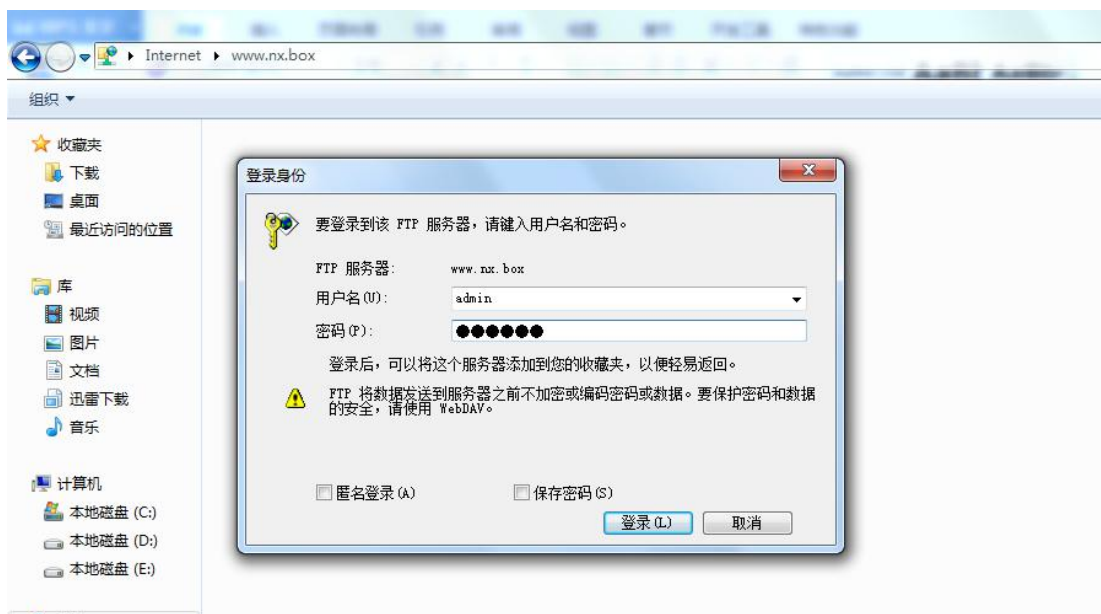 Internet ▸ www.nx.box
组织
收藏夹
下载
桌面
最近访问的位置
库
视频
图片
文档
迅雷下载
音乐
计算机
本地磁盘 (C:)
本地磁盘 (D:)
本地磁盘 (E:)
登录身份
要登录到该 FTP 服务器，请键入用户名和密码。
FTP 服务器: www.nx.box
用户名(U): admin
密码(P): ●●●●●●
登录后，可以将这个服务器添加到您的收藏夹，以便轻易返回。
FTP 将数据发送到服务器之前不加密或编码密码或数据。要保护密码和数据
的安全，请使用 WebDAV。
匿名登录(A) 保存密码(S)
登录(L) 取消